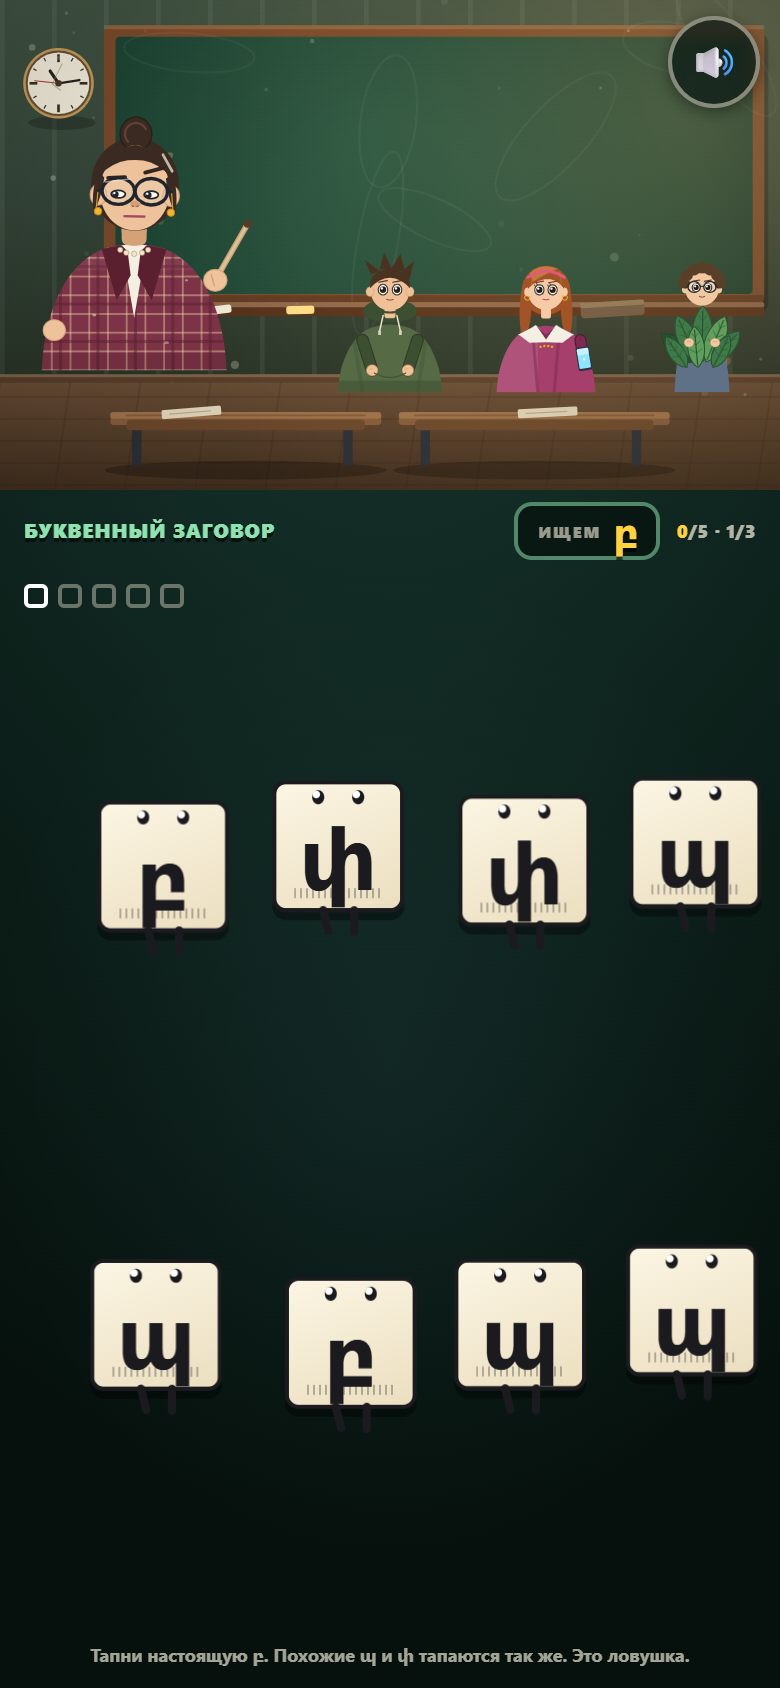 БУКВЕННЫЙ ЗАГОВОР
ИЩЕМ բ
0/5 · 1/3
բ փ փ պ
պ բ պ պ
Тапни настоящую բ. Похожие պ и փ тапаются так же. Это ловушка.